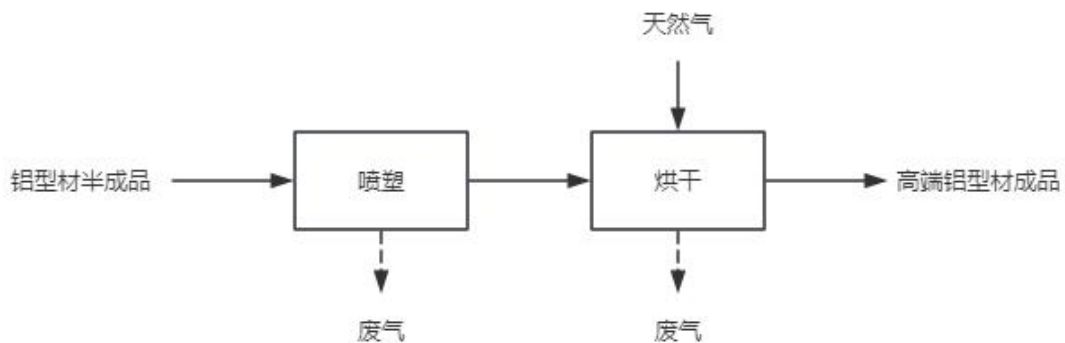 天然气
铝型材半成品
喷塑
烘干
高端铝型材成品
废气
废气